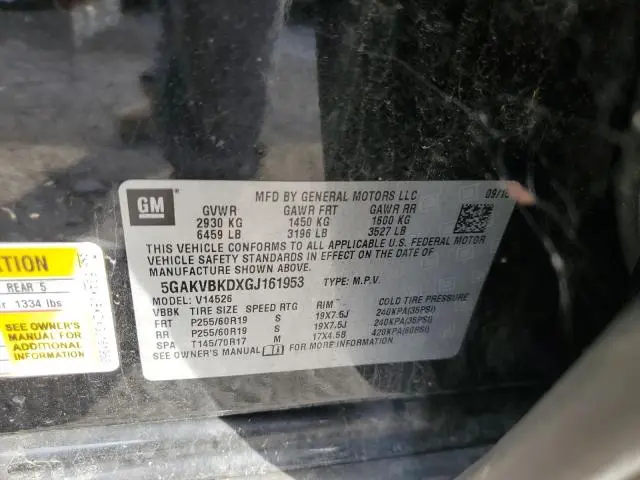 GM
MFD BY GENERAL MOTORS LLC
GVWR GAWR FRT GAWR RR
2930 KG 1450 KG 1600 KG
6459 LB 3196 LB 3527 LB
THIS VEHICLE CONFORMS TO ALL APPLICABLE U.S. FEDERAL MOTOR
VEHICLE SAFETY STANDARDS IN EFFECT ON THE DATE OF
MANUFACTURE SHOWN ABOVE.
5GAKVBKDXGJ161953 TYPE: M.P.V.
MODEL: V14526
VBBK TIRE SIZE SPEED RTG RIM COLD TIRE PRESSURE
FRT P255/60R19 S 19X7.5J 240KPA(35PSI)
RR P255/60R19 S 19X7.5J 240KPA(35PSI)
SPA T145/70R17 M 17X4.5B 420KPA(60PSI)
SEE OWNER'S MANUAL FOR MORE INFORMATION
REAR 5
1334 lbs
SEE OWNER'S
MANUAL FOR
ADDITIONAL
INFORMATION